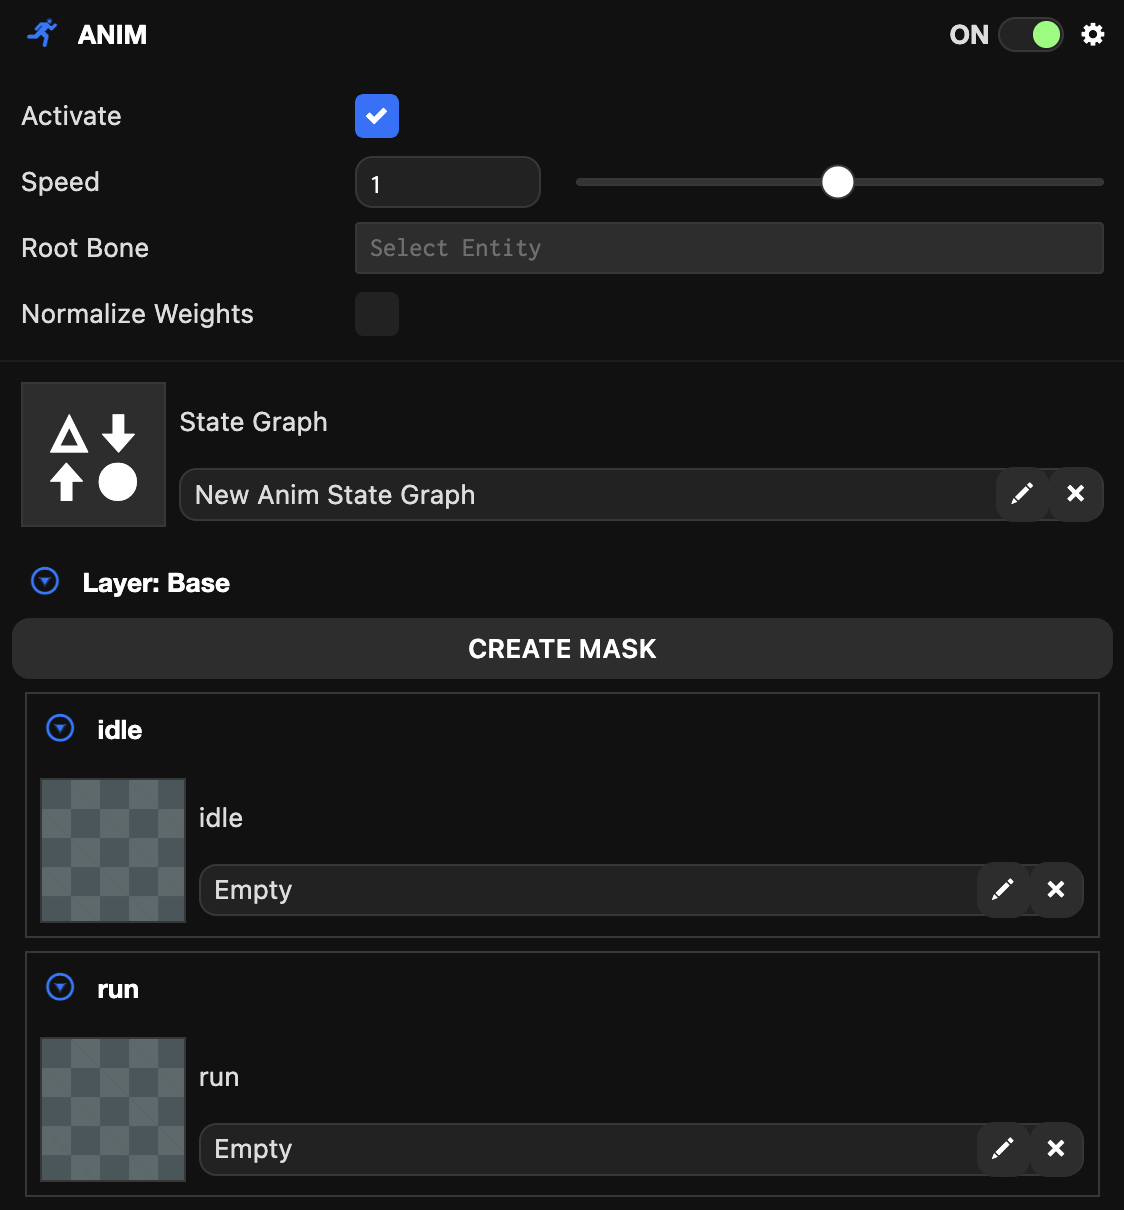 ANIM
ON
Activate
Speed
1
Root Bone
Select Entity
Normalize Weights
State Graph
New Anim State Graph
Layer: Base
CREATE MASK
idle
idle
Empty
run
run
Empty